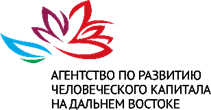 АГЕНТСТВО ПО РАЗВИТИЮ
ЧЕЛОВЕЧЕСКОГО КАПИТАЛА
НА ДАЛЬНЕМ ВОСТОКЕ